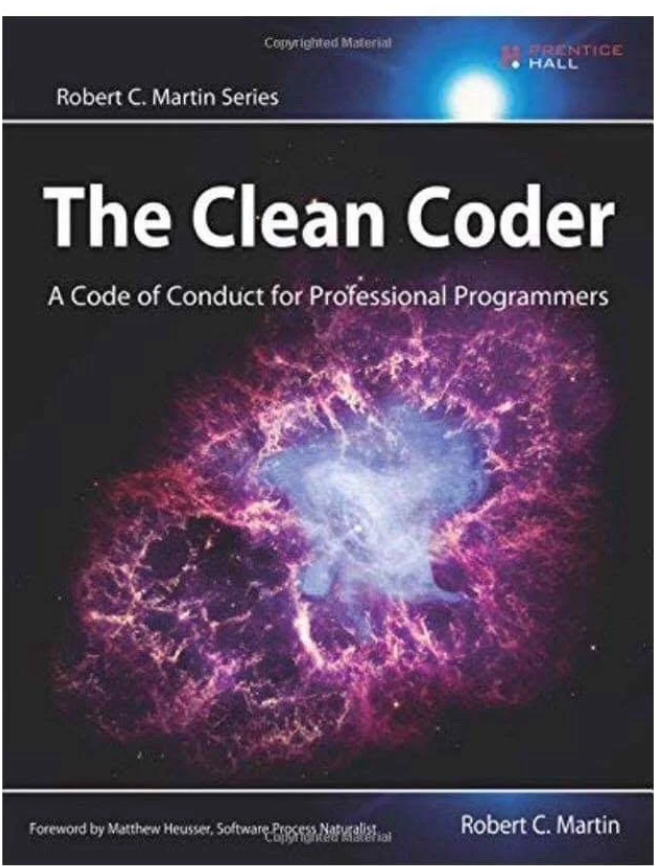 Copyrighted Material
PRENTICE
HALL
Robert C. Martin Series
The Clean Coder
A Code of Conduct for Professional Programmers
Foreword by Matthew Heusser, Software Process Naturalist
Copyrighted Material
Robert C. Martin